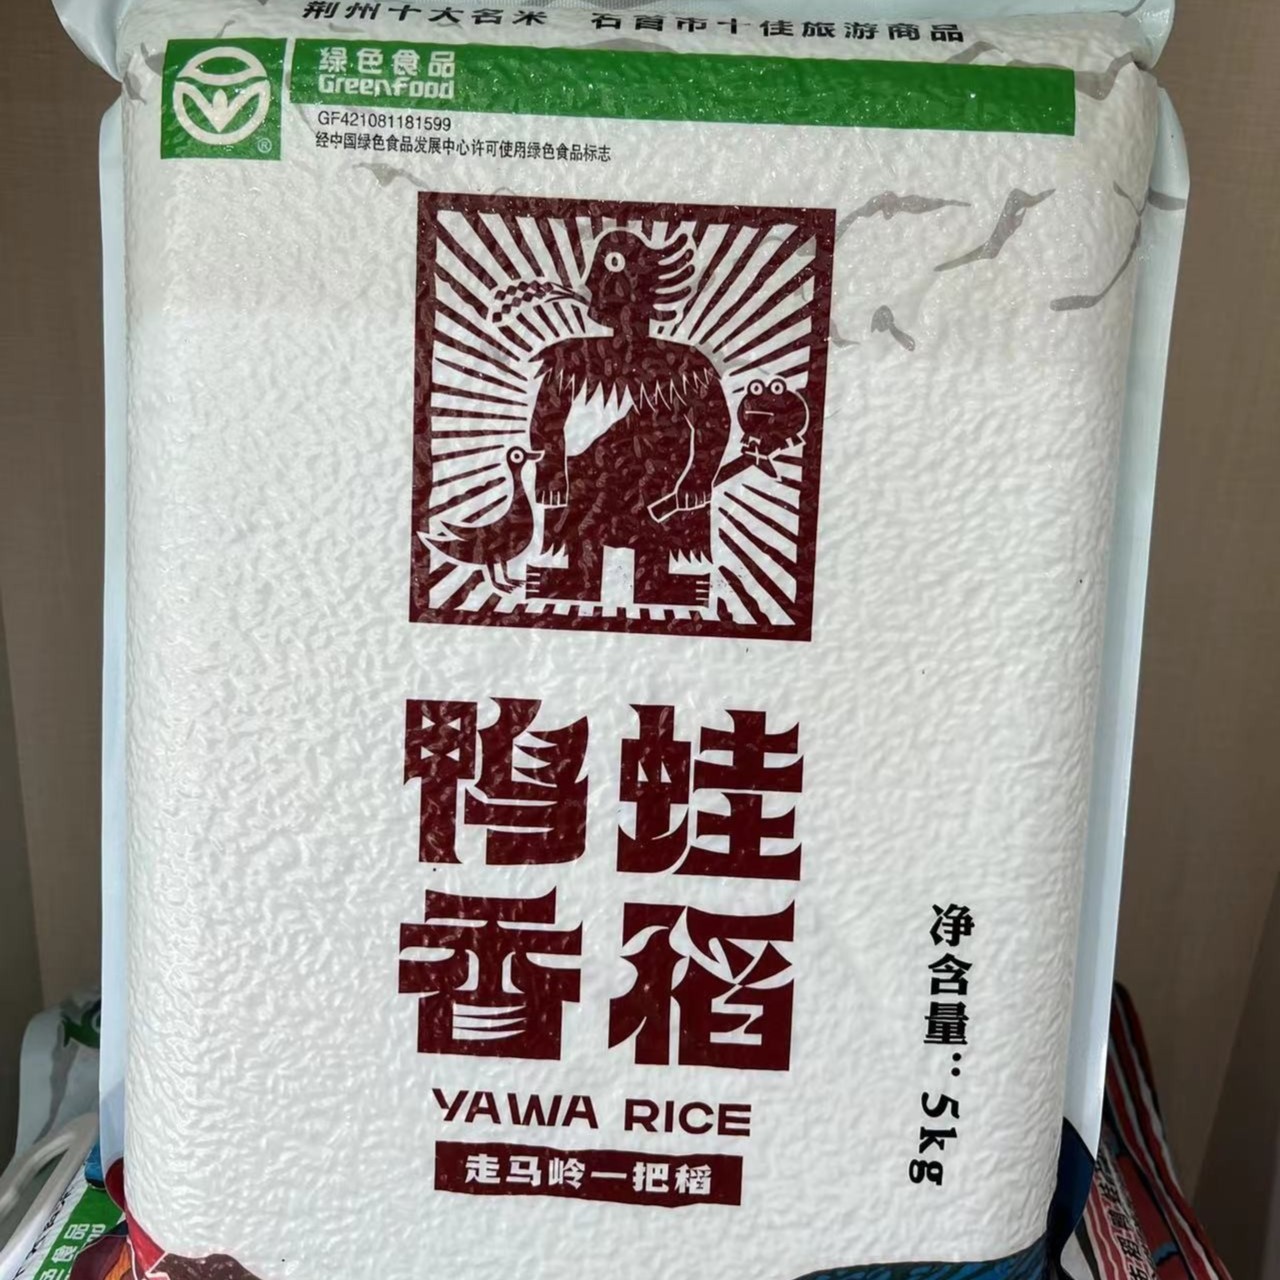 荆州十大名米 石首市十佳旅游商品
绿色食品
Greenfood
GF421081181599
经中国绿色食品发展中心许可使用绿色食品标志
鸭蛙
香稻
YAWA RICE
走马岭一把稻
净含量：5kg
色食品